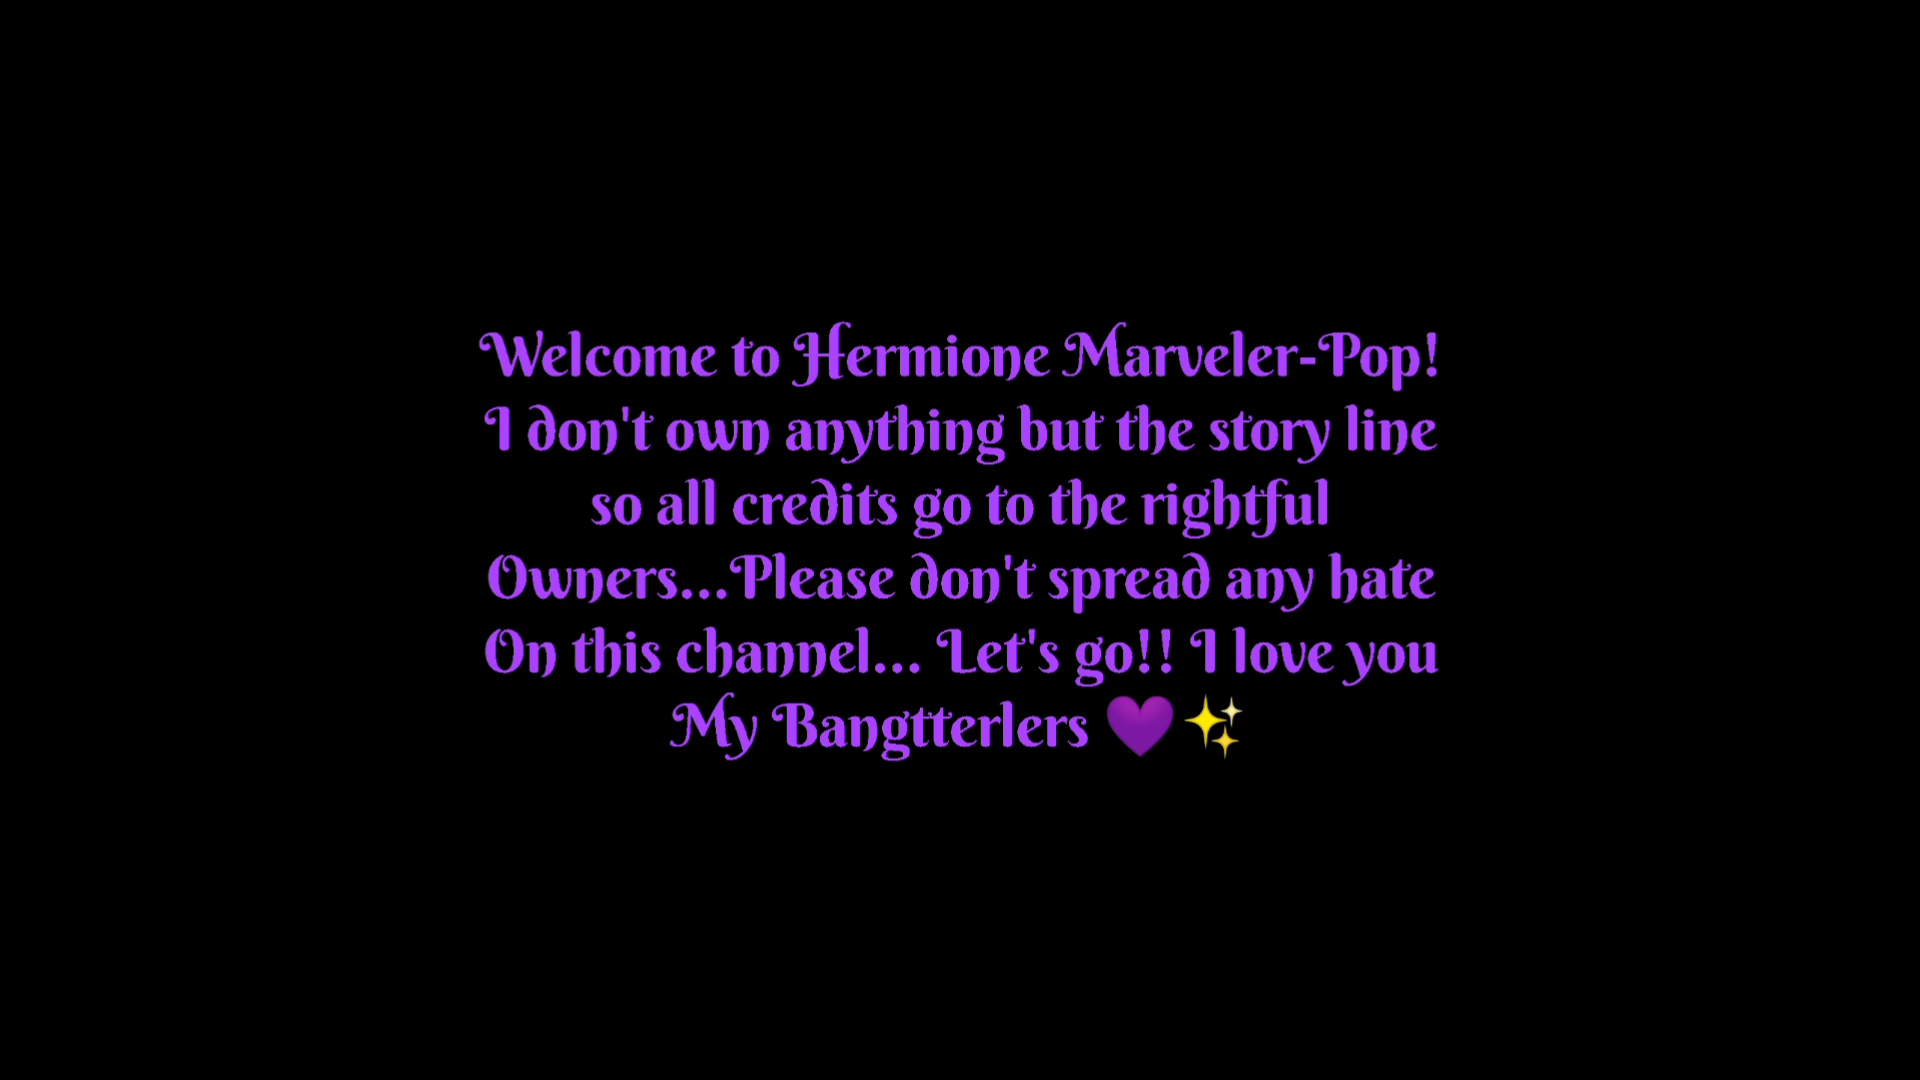 Welcome to Hermione Marveler-Pop!
I don't own anything but the story line
so all credits go to the rightful
Owners...Please don't spread any hate
On this channel... Let's go!! I love you
My Bangtterlers 💜✨